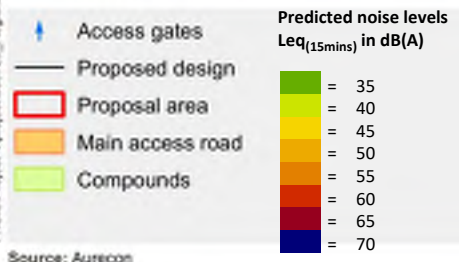 Access gates
Proposed design
Proposal area
Main access road
Compounds
Source: Aurecon
Predicted noise levels
Leq(15mins) in dB(A)
= 35
= 40
= 45
= 50
= 55
= 60
= 65
= 70